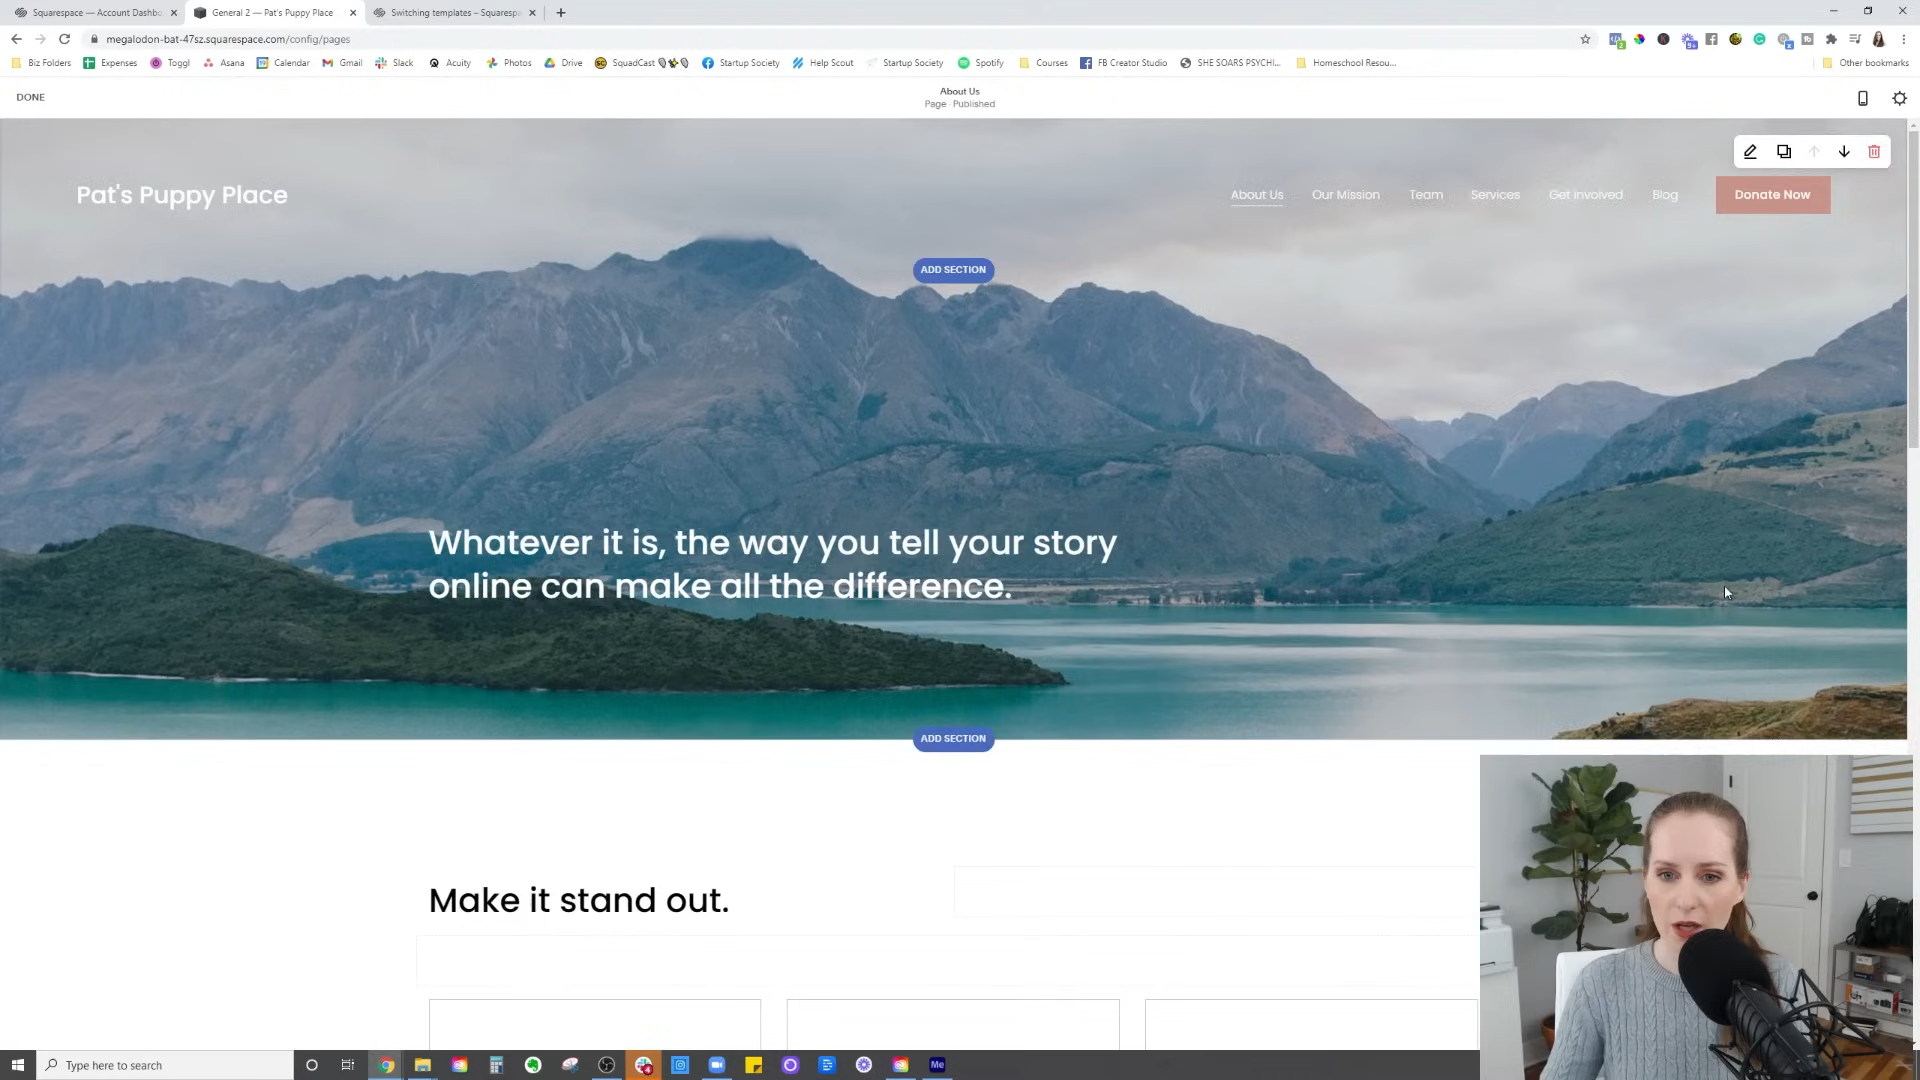 Squarespace — Account Dashbo
General 2 — Pat's Puppy Place
Switching templates – Squarespa
megalodon-bat-47sz.squarespace.com/config/pages
Biz Folders
Expenses
Toggl
Asana
Calendar
Gmail
Slack
Acuity
Photos
Drive
SquadCast
Startup Society
Help Scout
Startup Society
Spotify
Courses
FB Creator Studio
SHE SOARS PSYCHI...
Homeschool Resou...
Other bookmarks
DONE
About Us
Page · Published
Pat's Puppy Place
About Us
Our Mission
Team
Services
Get Involved
Blog
Donate Now
ADD SECTION
Whatever it is, the way you tell your story
online can make all the difference.
ADD SECTION
Make it stand out.
Type here to search
Me